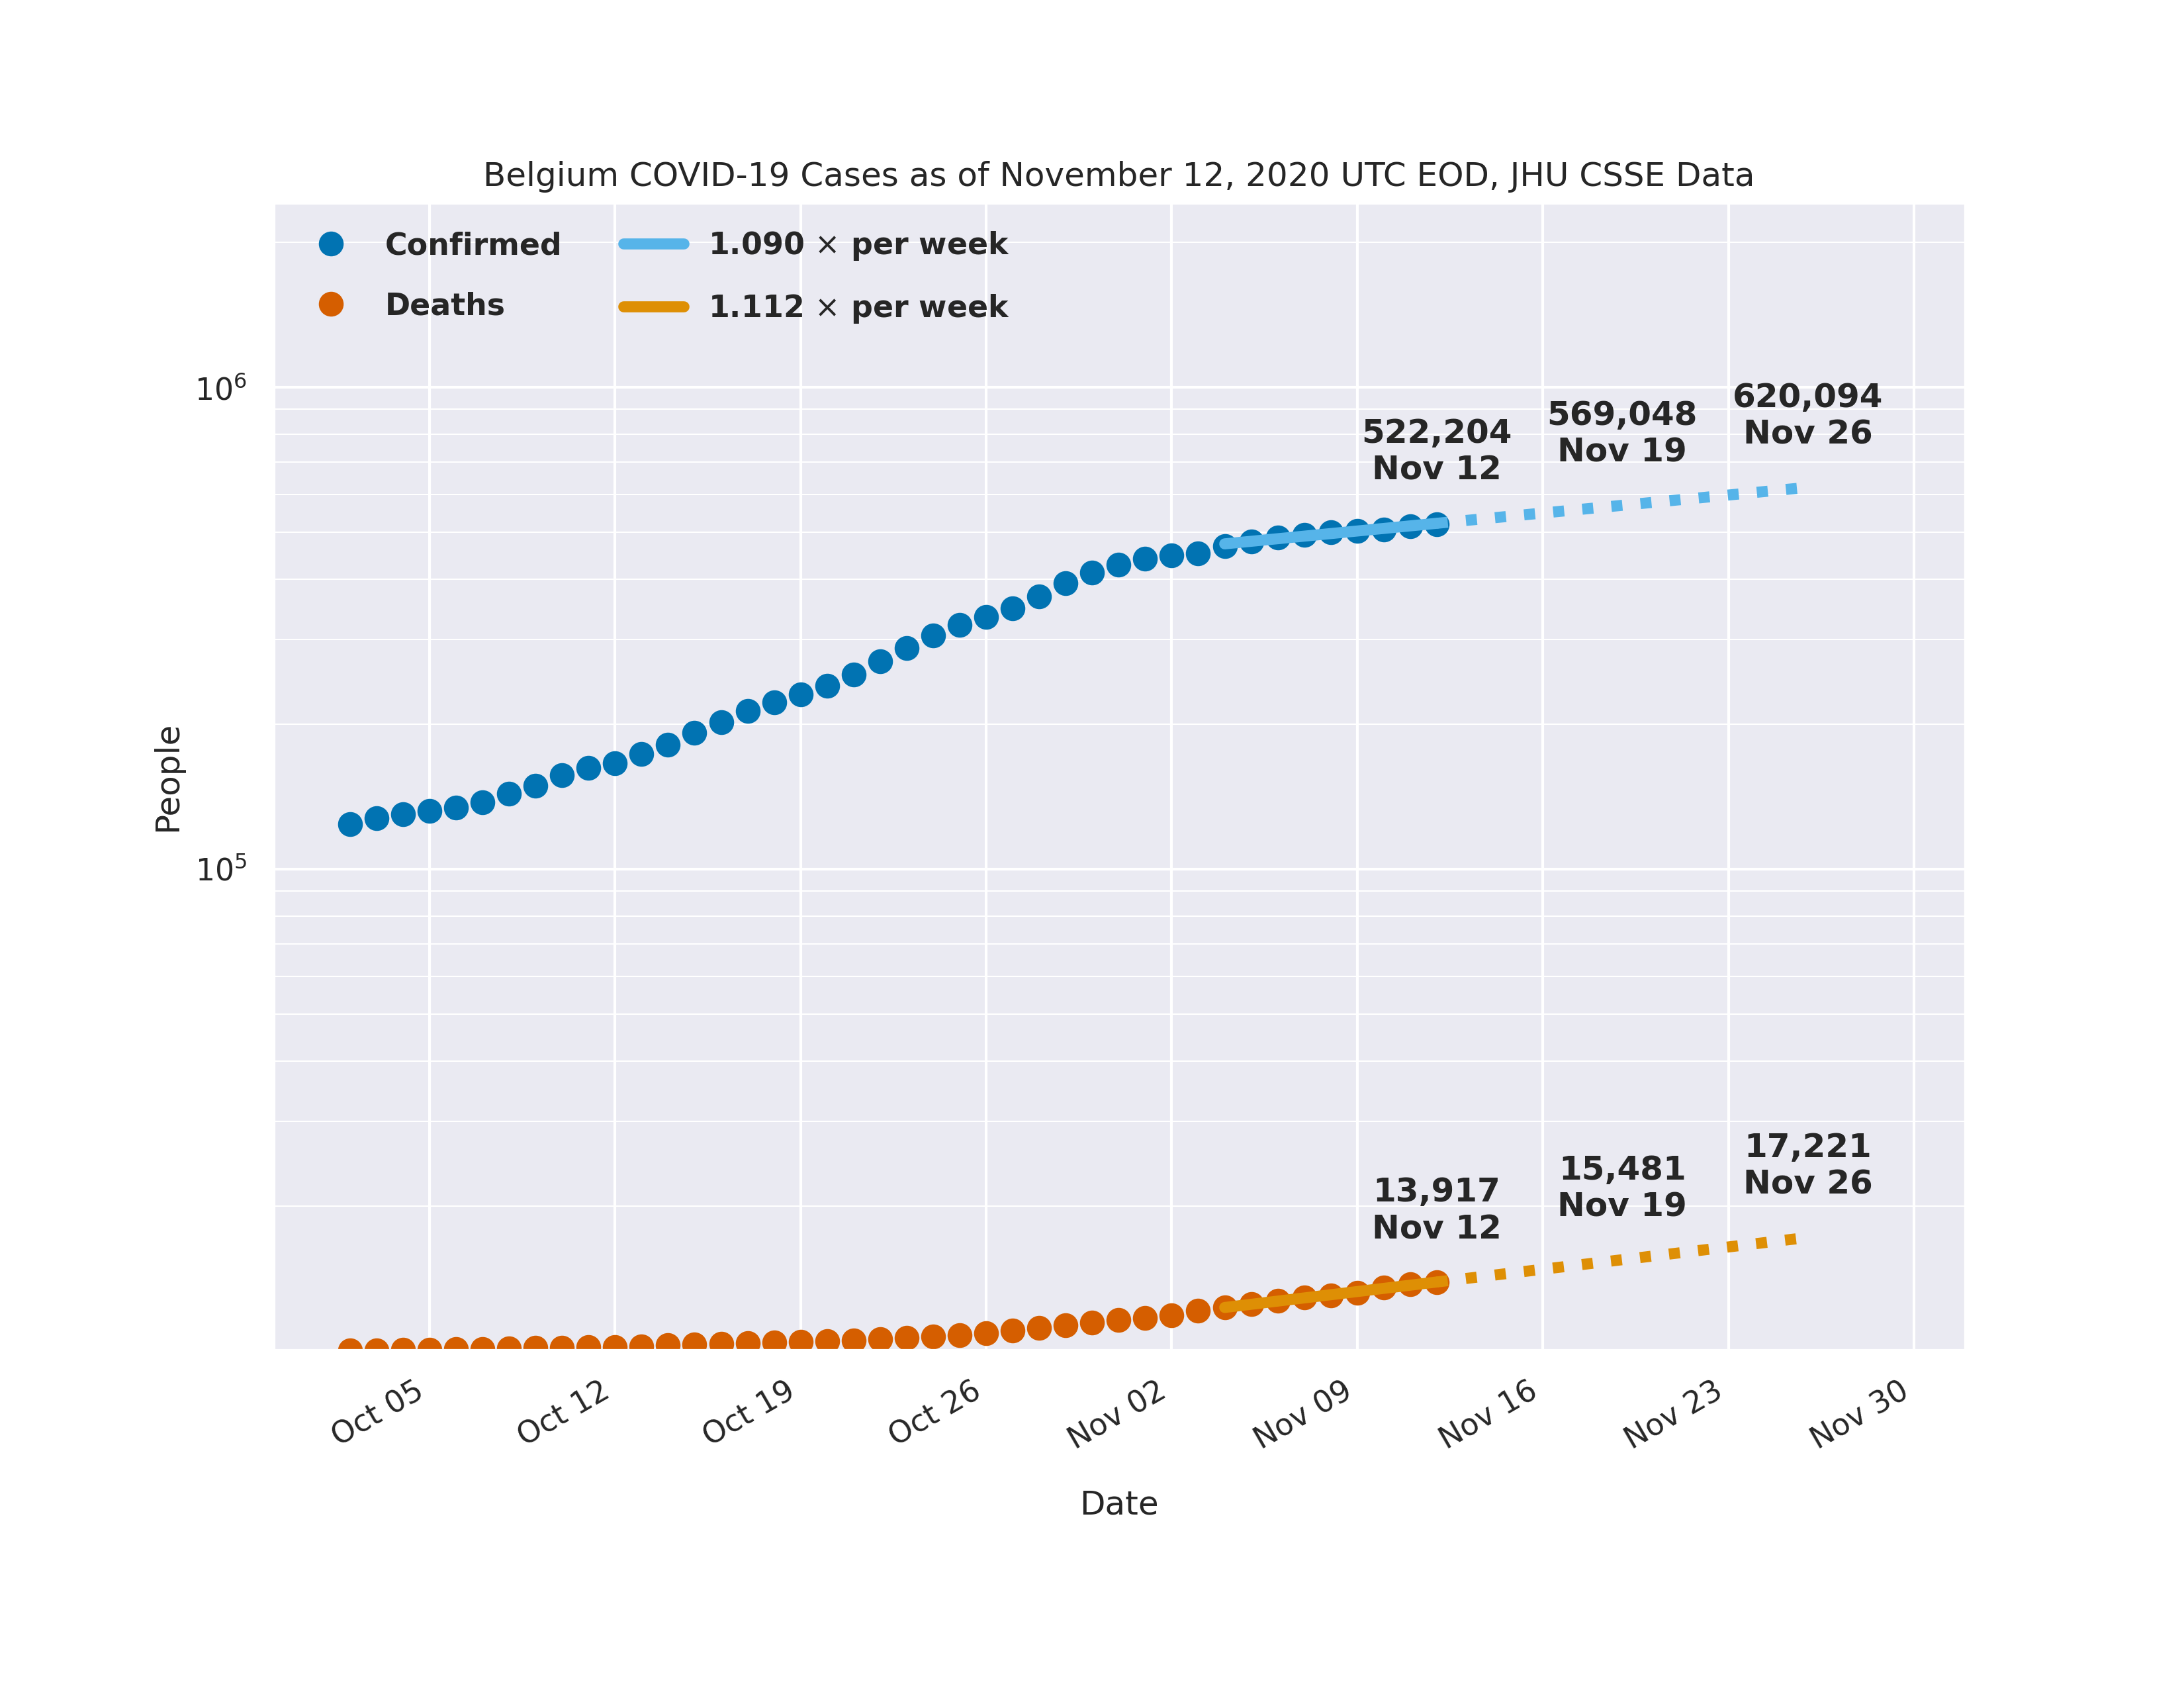 Belgium COVID-19 Cases as of November 12, 2020 UTC EOD, JHU CSSE Data
Confirmed
Deaths
1.090 × per week
1.112 × per week
10⁶
10⁵
People
522,204
Nov 12
569,048
Nov 19
620,094
Nov 26
13,917
Nov 12
15,481
Nov 19
17,221
Nov 26
Oct 05
Oct 12
Oct 19
Oct 26
Nov 02
Nov 09
Nov 16
Nov 23
Nov 30
Date